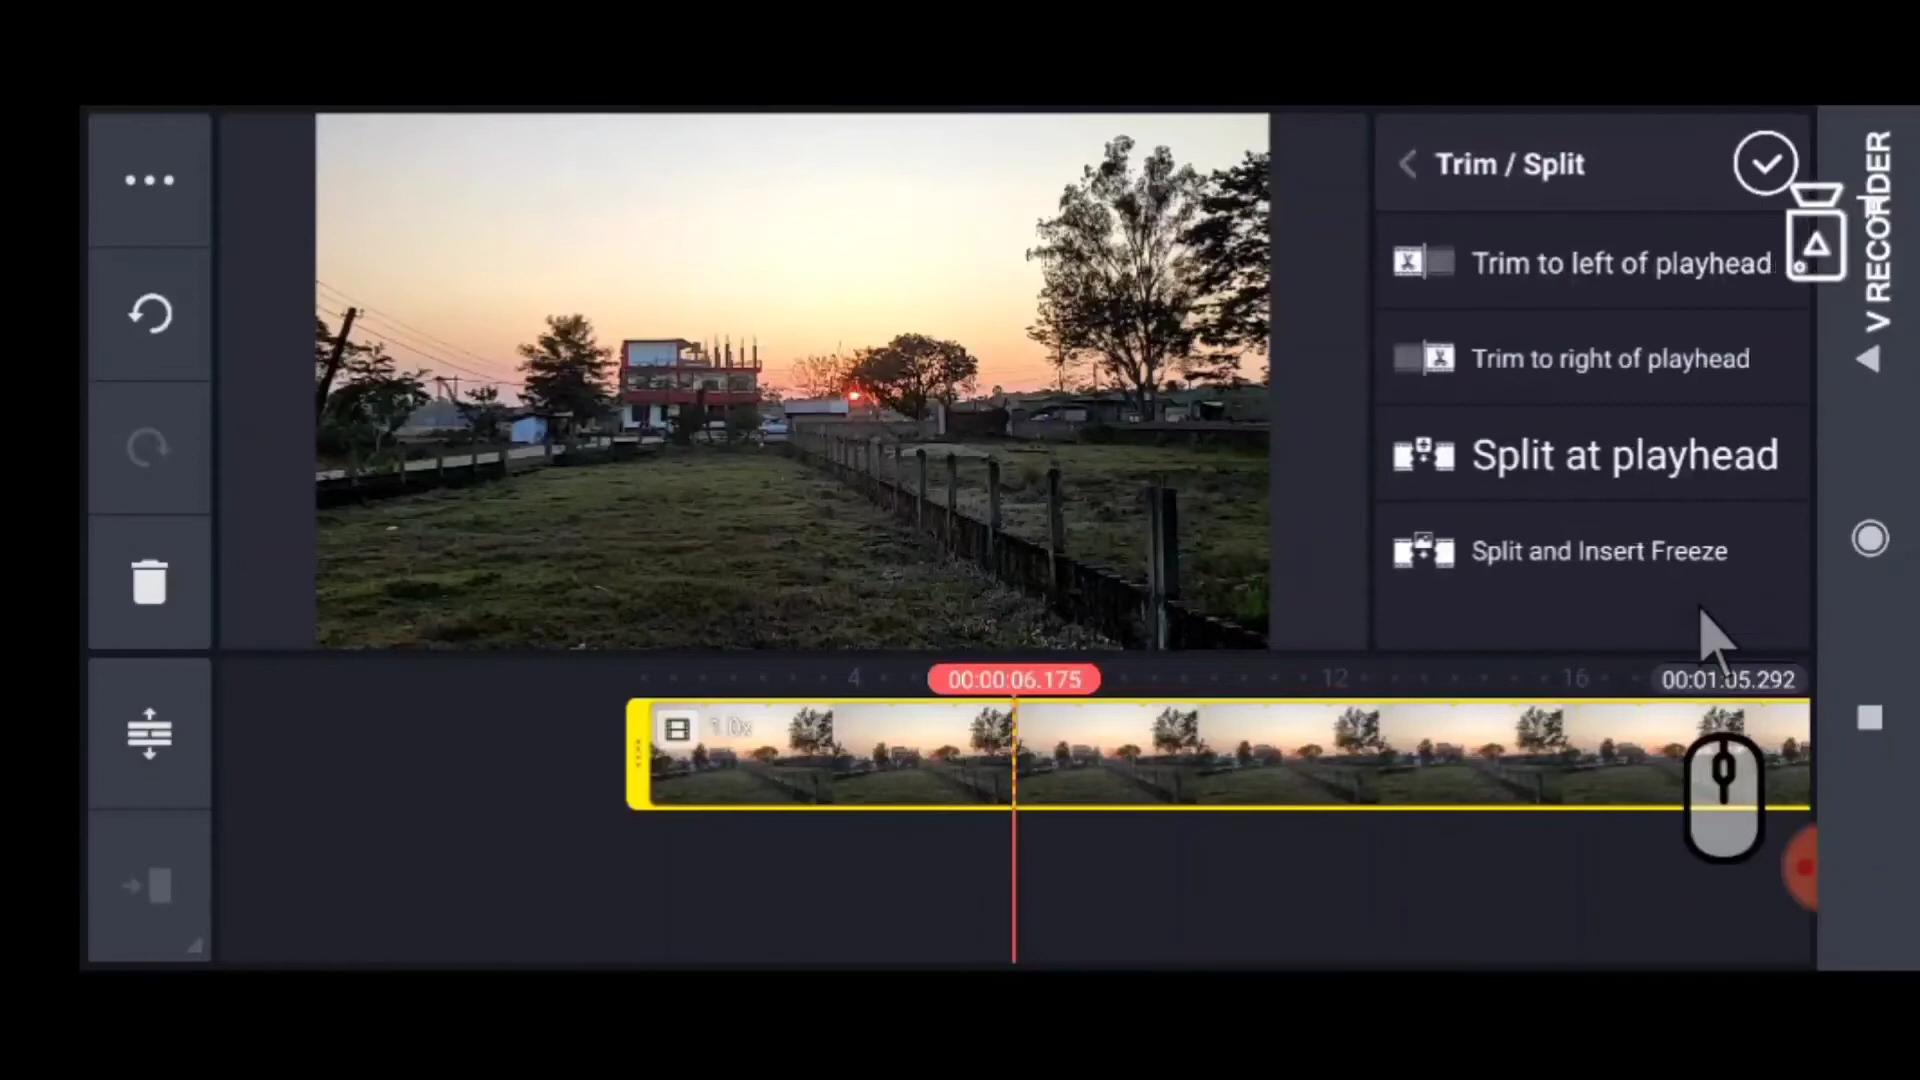 Trim / Split
Trim to left of playhead
Trim to right of playhead
Split at playhead
Split and Insert Freeze
V RECORDER
4
00:00:06.175
12
16
00:01:05.292
1.0x